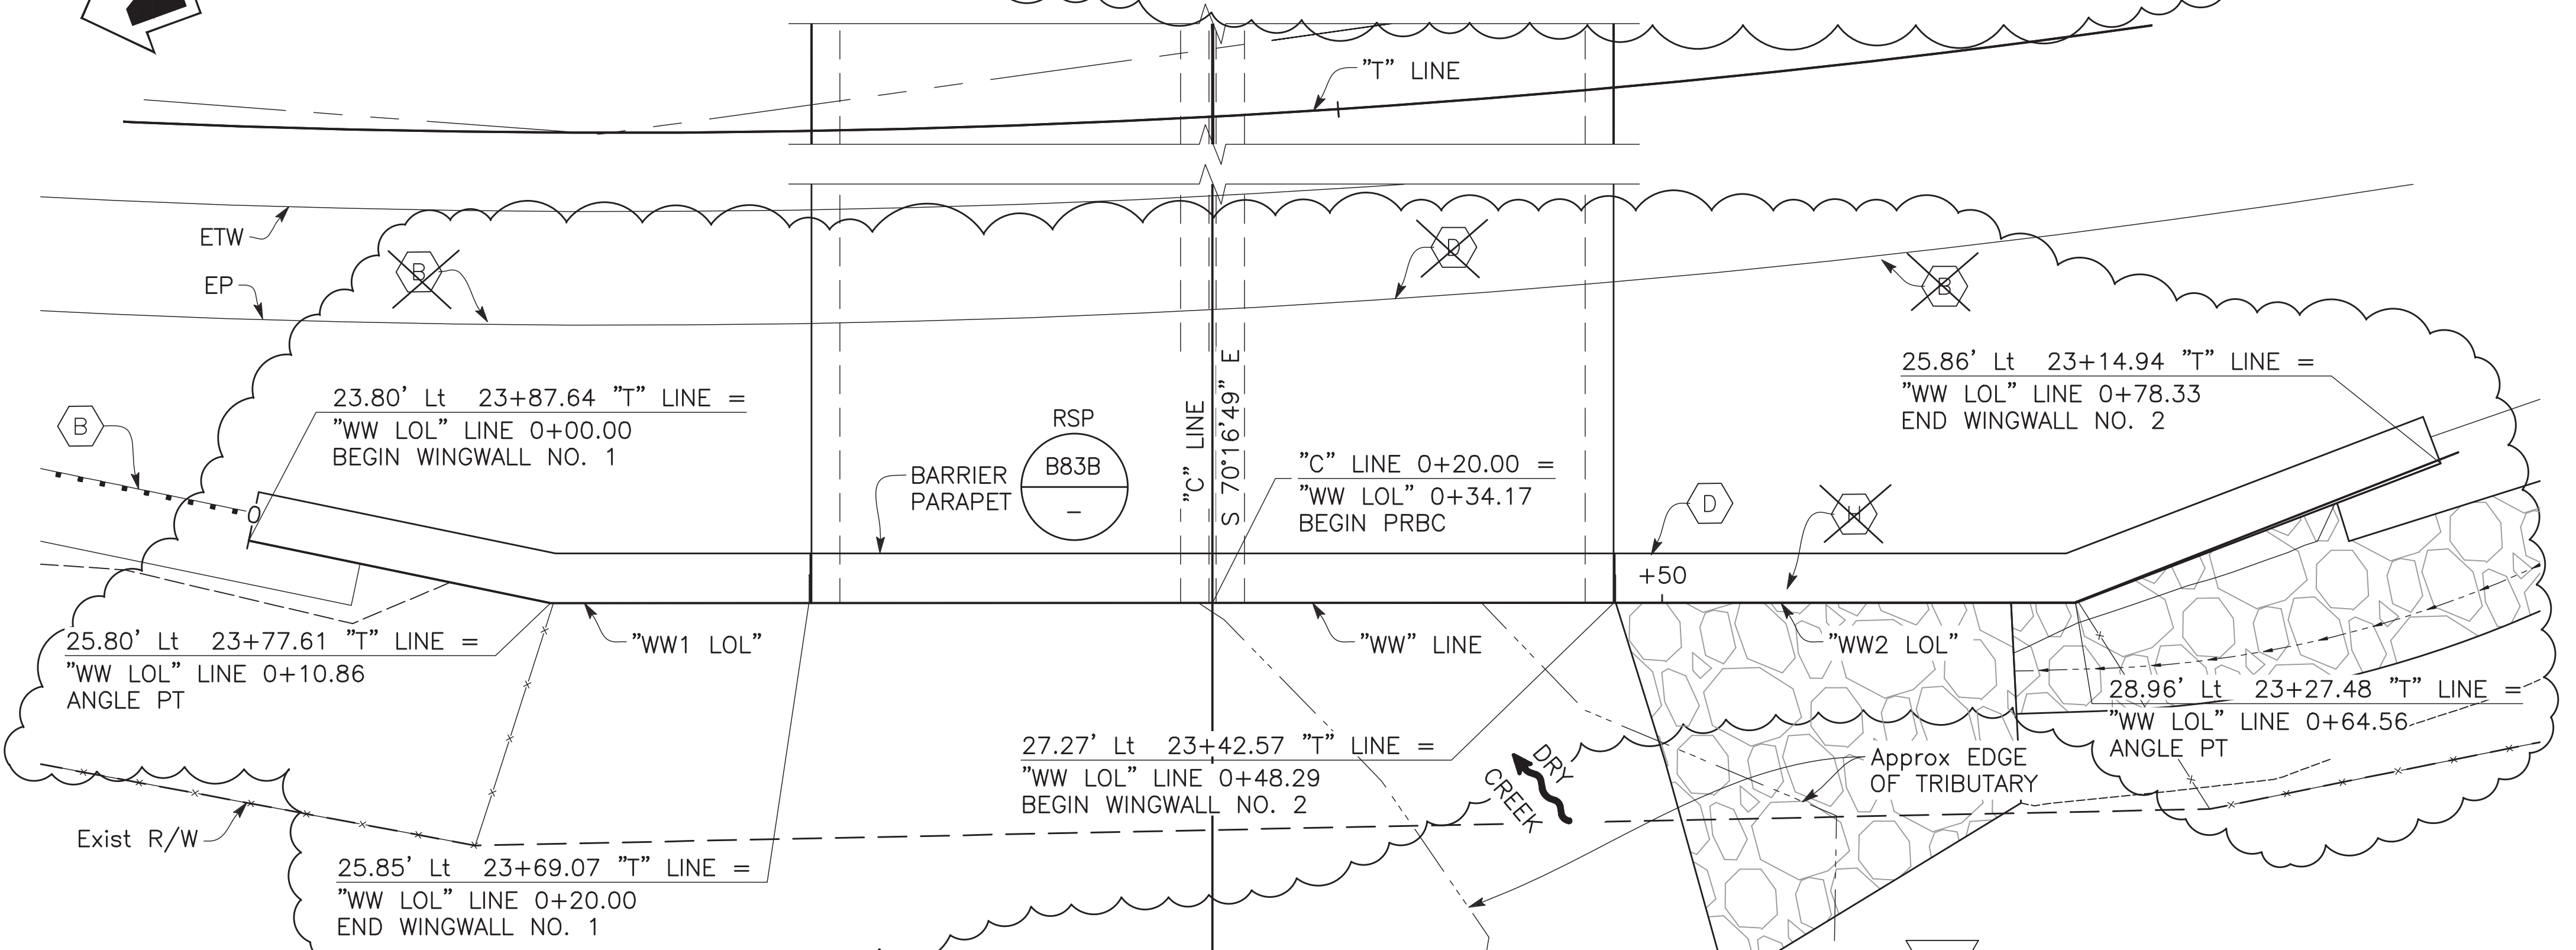 "T" LINE
ETW
EP
B
D
B
B
23.80' Lt 23+87.64 "T" LINE =
"WW LOL" LINE 0+00.00
BEGIN WINGWALL NO. 1
BARRIER
PARAPET
RSP
B83B
-
"C" LINE
S 70°16'49" E
"C" LINE 0+20.00 =
"WW LOL" 0+34.17
BEGIN PRBC
25.86' Lt 23+14.94 "T" LINE =
"WW LOL" LINE 0+78.33
END WINGWALL NO. 2
D
H
0
+50
25.80' Lt 23+77.61 "T" LINE =
"WW LOL" LINE 0+10.86
ANGLE PT
"WW1 LOL"
"WW" LINE
"WW2 LOL"
28.96' Lt 23+27.48 "T" LINE =
"WW LOL" LINE 0+64.56
ANGLE PT
27.27' Lt 23+42.57 "T" LINE =
"WW LOL" LINE 0+48.29
BEGIN WINGWALL NO. 2
DRY
CREEK
Approx EDGE
OF TRIBUTARY
Exist R/W
25.85' Lt 23+69.07 "T" LINE =
"WW LOL" LINE 0+20.00
END WINGWALL NO. 1